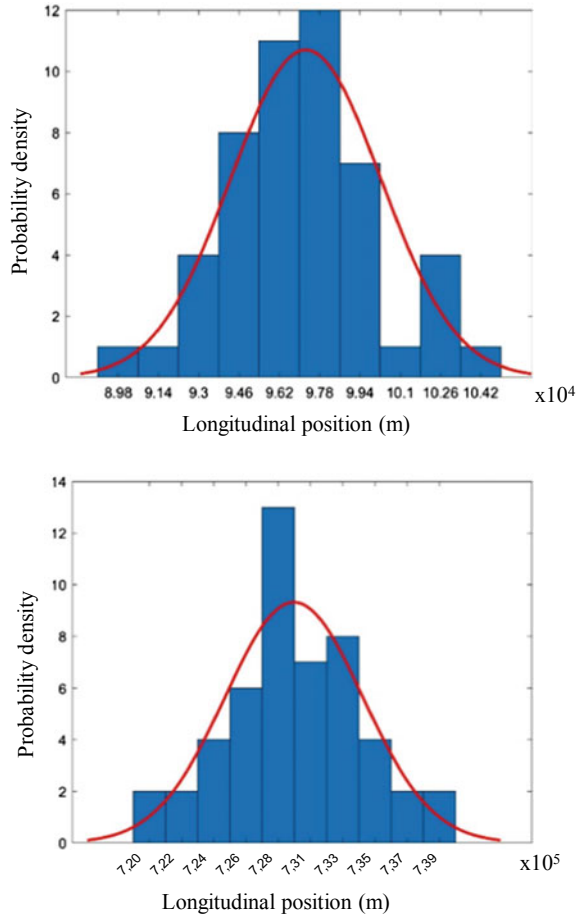 12
10
8
6
4
2
0
Probability density
8.98 9.14 9.3 9.46 9.62 9.78 9.94 10.1 10.26 10.42
x10⁴
Longitudinal position (m)
14
12
10
8
6
4
2
0
Probability density
7.20 7.22 7.24 7.26 7.28 7.31 7.33 7.35 7.37 7.39
x10⁵
Longitudinal position (m)